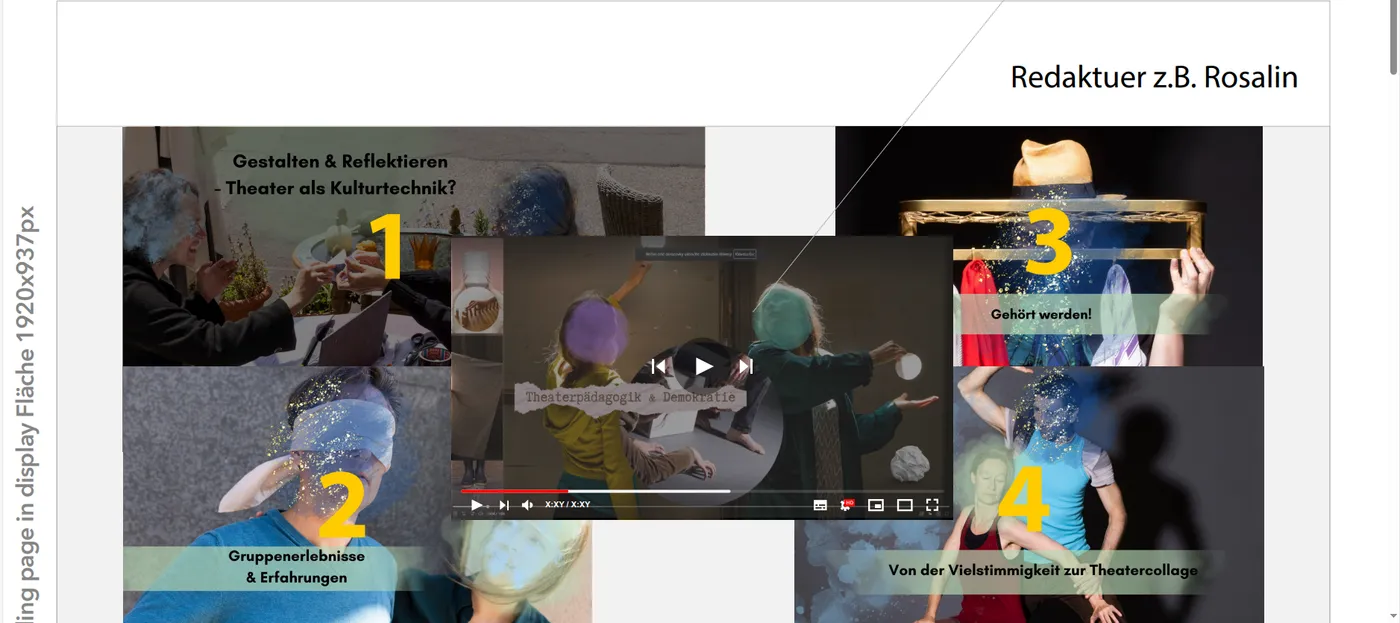 Redaktuer z.B. Rosalin
ling page in display Fläche 1920x937px
Gestalten & Reflektieren
- Theater als Kulturtechnik?
1
3
Gehört werden!
Theaterpädagogik & Demokratie
X:XY / X:XY
HD
2
Gruppenerlebnisse
& Erfahrungen
4
Von der Vielstimmigkeit zur Theatercollage